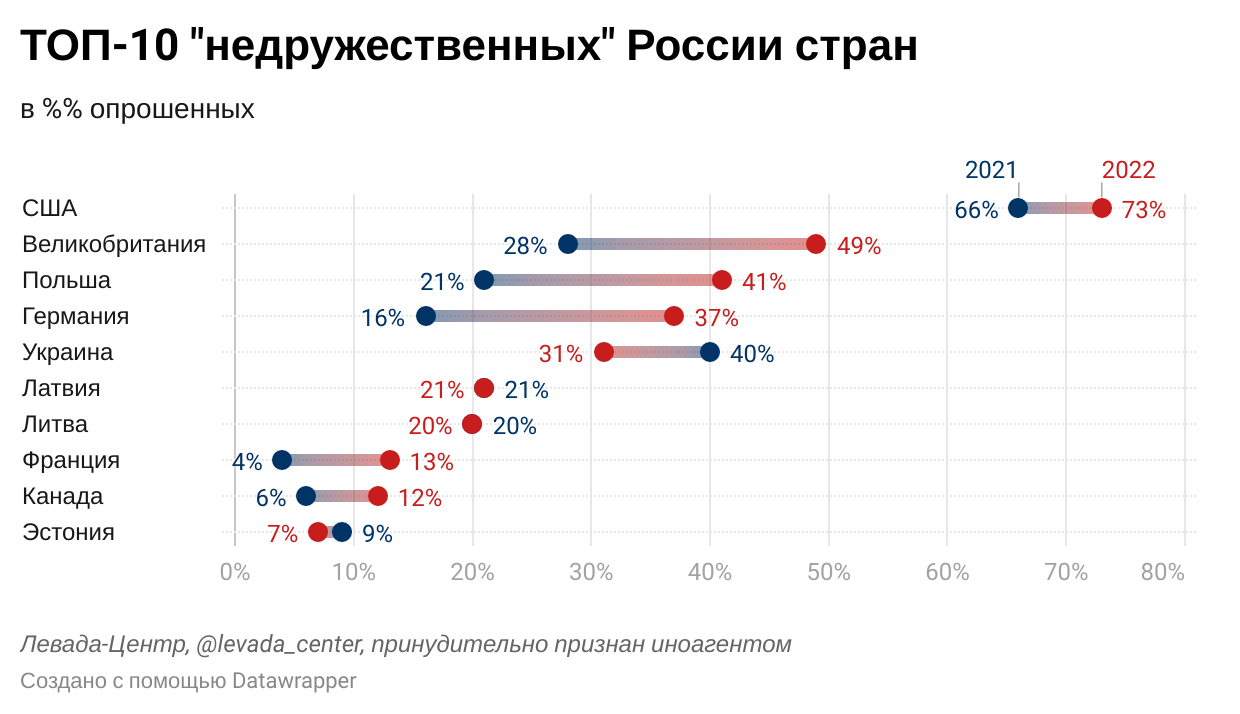 ТОП-10 "недружественных" России стран
в %% опрошенных
2021 2022
США 66% 73%
Великобритания 28% 49%
Польша 21% 41%
Германия 16% 37%
Украина 31% 40%
Латвия 21% 21%
Литва 20% 20%
Франция 4% 13%
Канада 6% 12%
Эстония 7% 9%
0% 10% 20% 30% 40% 50% 60% 70% 80%
Левада-Центр, @levada_center, принудительно признан иноагентом
Создано с помощью Datawrapper